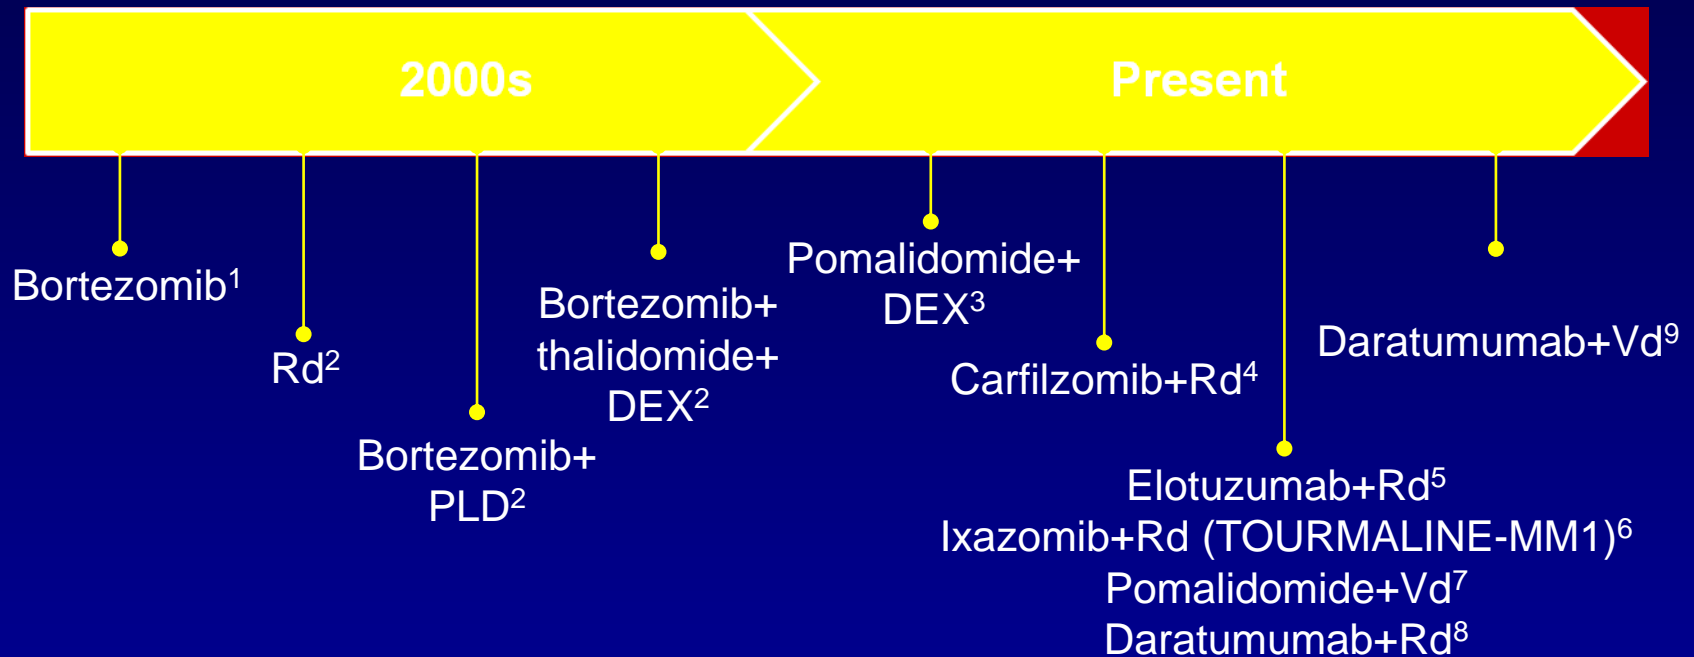 2000s
Present
Bortezomib¹
Rd²
Bortezomib+
PLD²
Bortezomib+
thalidomide+
DEX²
Pomalidomide+
DEX³
Carfilzomib+Rd⁴
Elotuzumab+Rd⁵
Ixazomib+Rd (TOURMALINE-MM1)⁶
Pomalidomide+Vd⁷
Daratumumab+Rd⁸
Daratumumab+Vd⁹